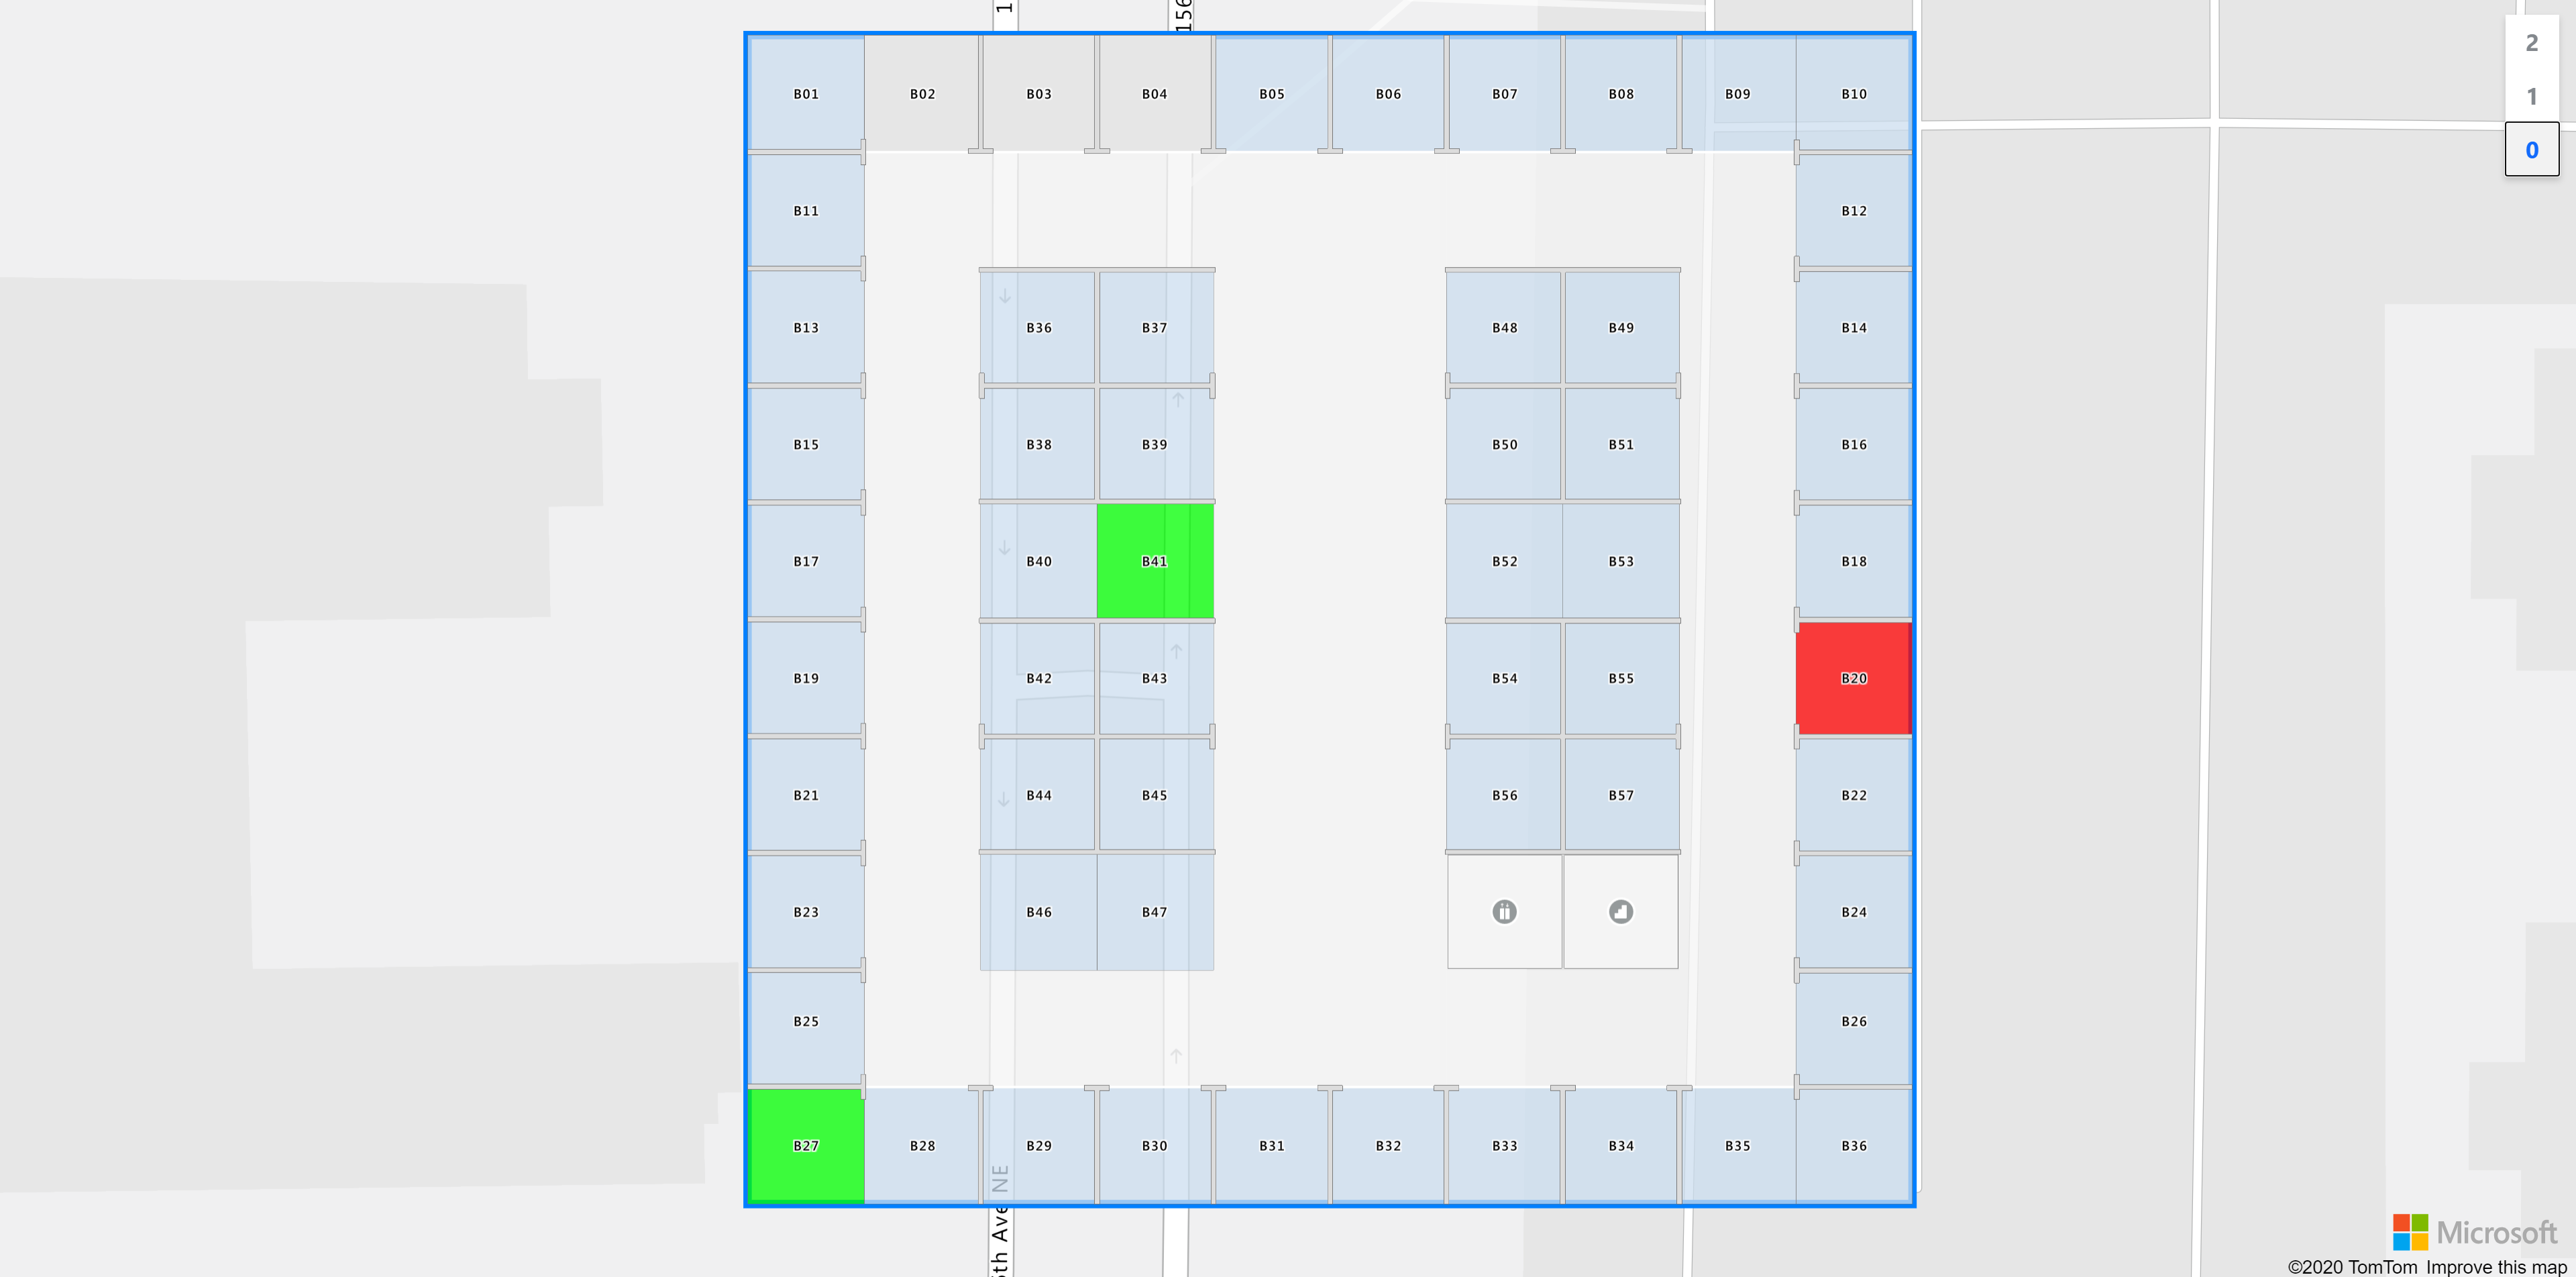 1
156
2
B01 B02 B03 B04 B05 B06 B07 B08 B09 B10
1
0
B11 B12
B13 B36 B37 B48 B49 B14
B15 B38 B39 B50 B51 B16
B17 B40 B41 B52 B53 B18
B19 B42 B43 B54 B55 B20
B21 B44 B45 B56 B57 B22
B23 B46 B47 B24
B25 B26
B27 B28 B29 B30 B31 B32 B33 B34 B35 B36
th Ave NE
Microsoft
©2020 TomTom Improve this map